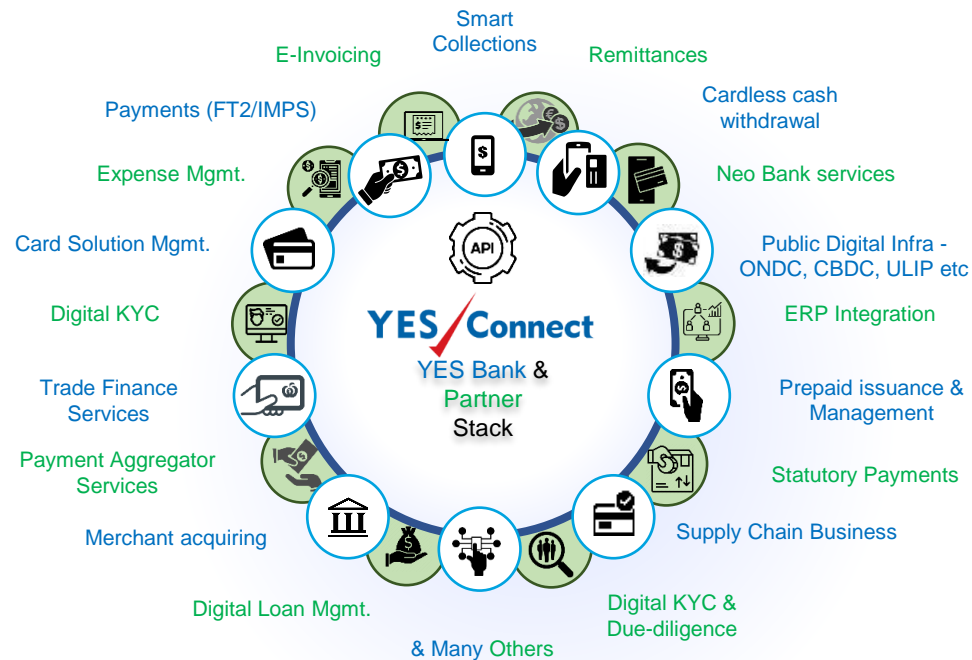 Smart
Collections
E-Invoicing
Remittances
Payments (FT2/IMPS)
Cardless cash
withdrawal
Expense Mgmt.
Neo Bank services
Card Solution Mgmt.
Public Digital Infra -
ONDC, CBDC, ULIP etc
API
Digital KYC
ERP Integration
YES Connect
YES Bank &
Partner
Stack
Trade Finance
Services
Prepaid issuance &
Management
Payment Aggregator
Services
Statutory Payments
Merchant acquiring
Supply Chain Business
Digital Loan Mgmt.
Digital KYC &
Due-diligence
& Many Others